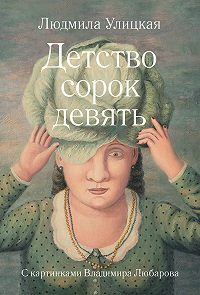 Людмила Улицкая
Детство
сорок
девять
С картинками Владимира Любарова